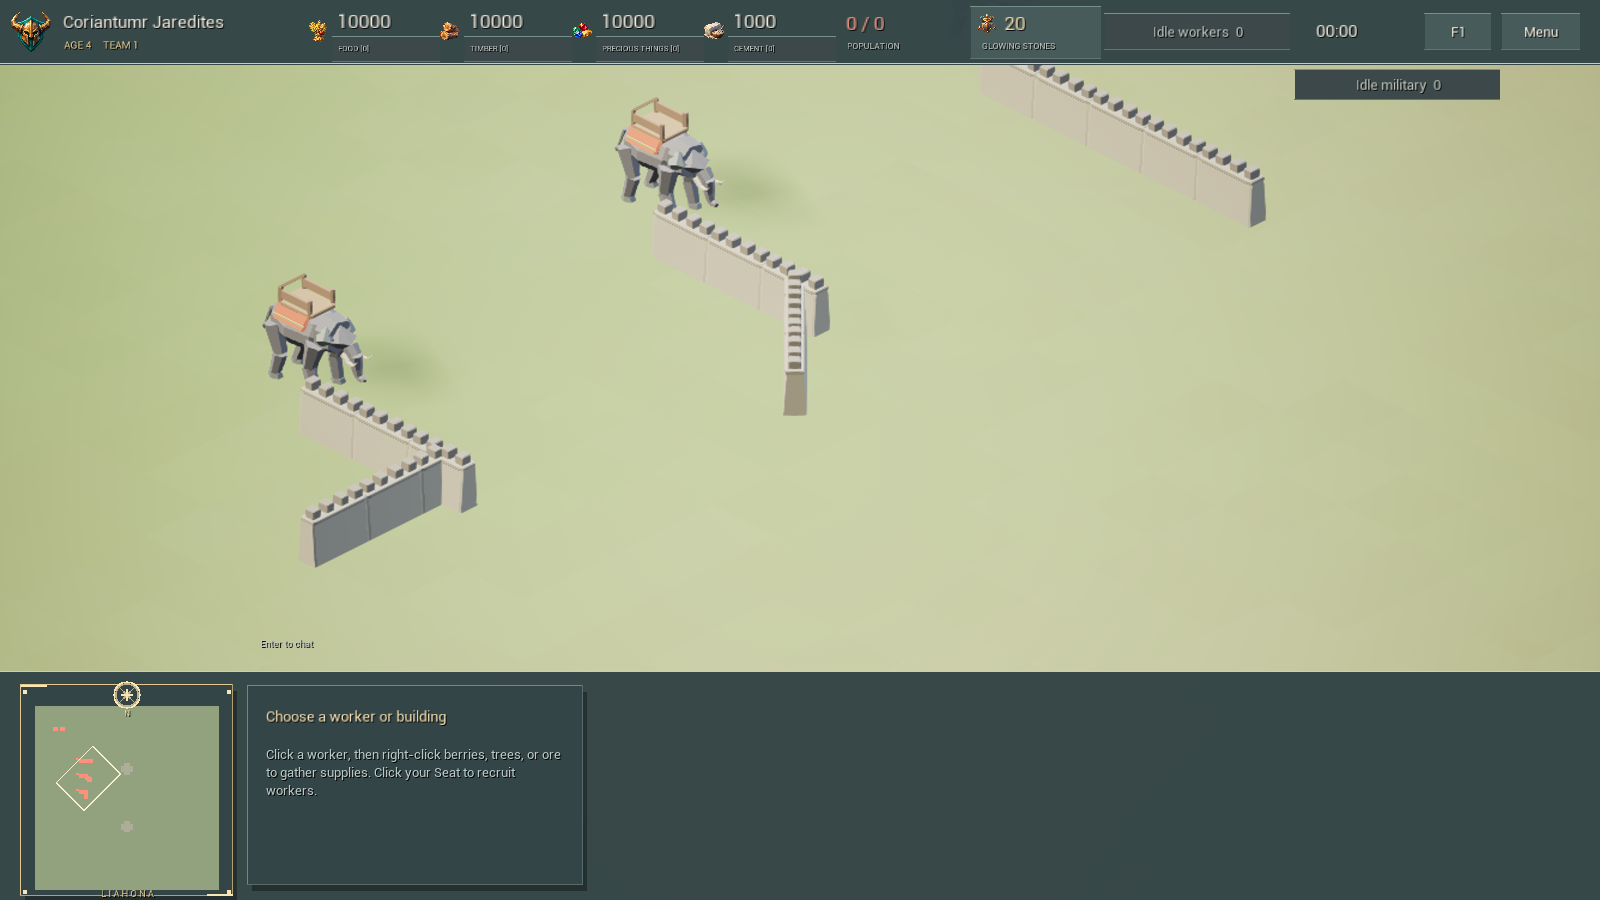 Coriantumr Jaredites
AGE 4 TEAM 1
10000
FOOD [0]
10000
TIMBER [0]
10000
PRECIOUS THINGS [0]
1000
CEMENT [0]
0 / 0
POPULATION
20
GLOWING STONES
Idle workers 0
00:00
F1
Menu
Idle military 0
Enter to chat
N
LIAHONA
Choose a worker or building
Click a worker, then right-click berries, trees, or ore
to gather supplies. Click your Seat to recruit
workers.